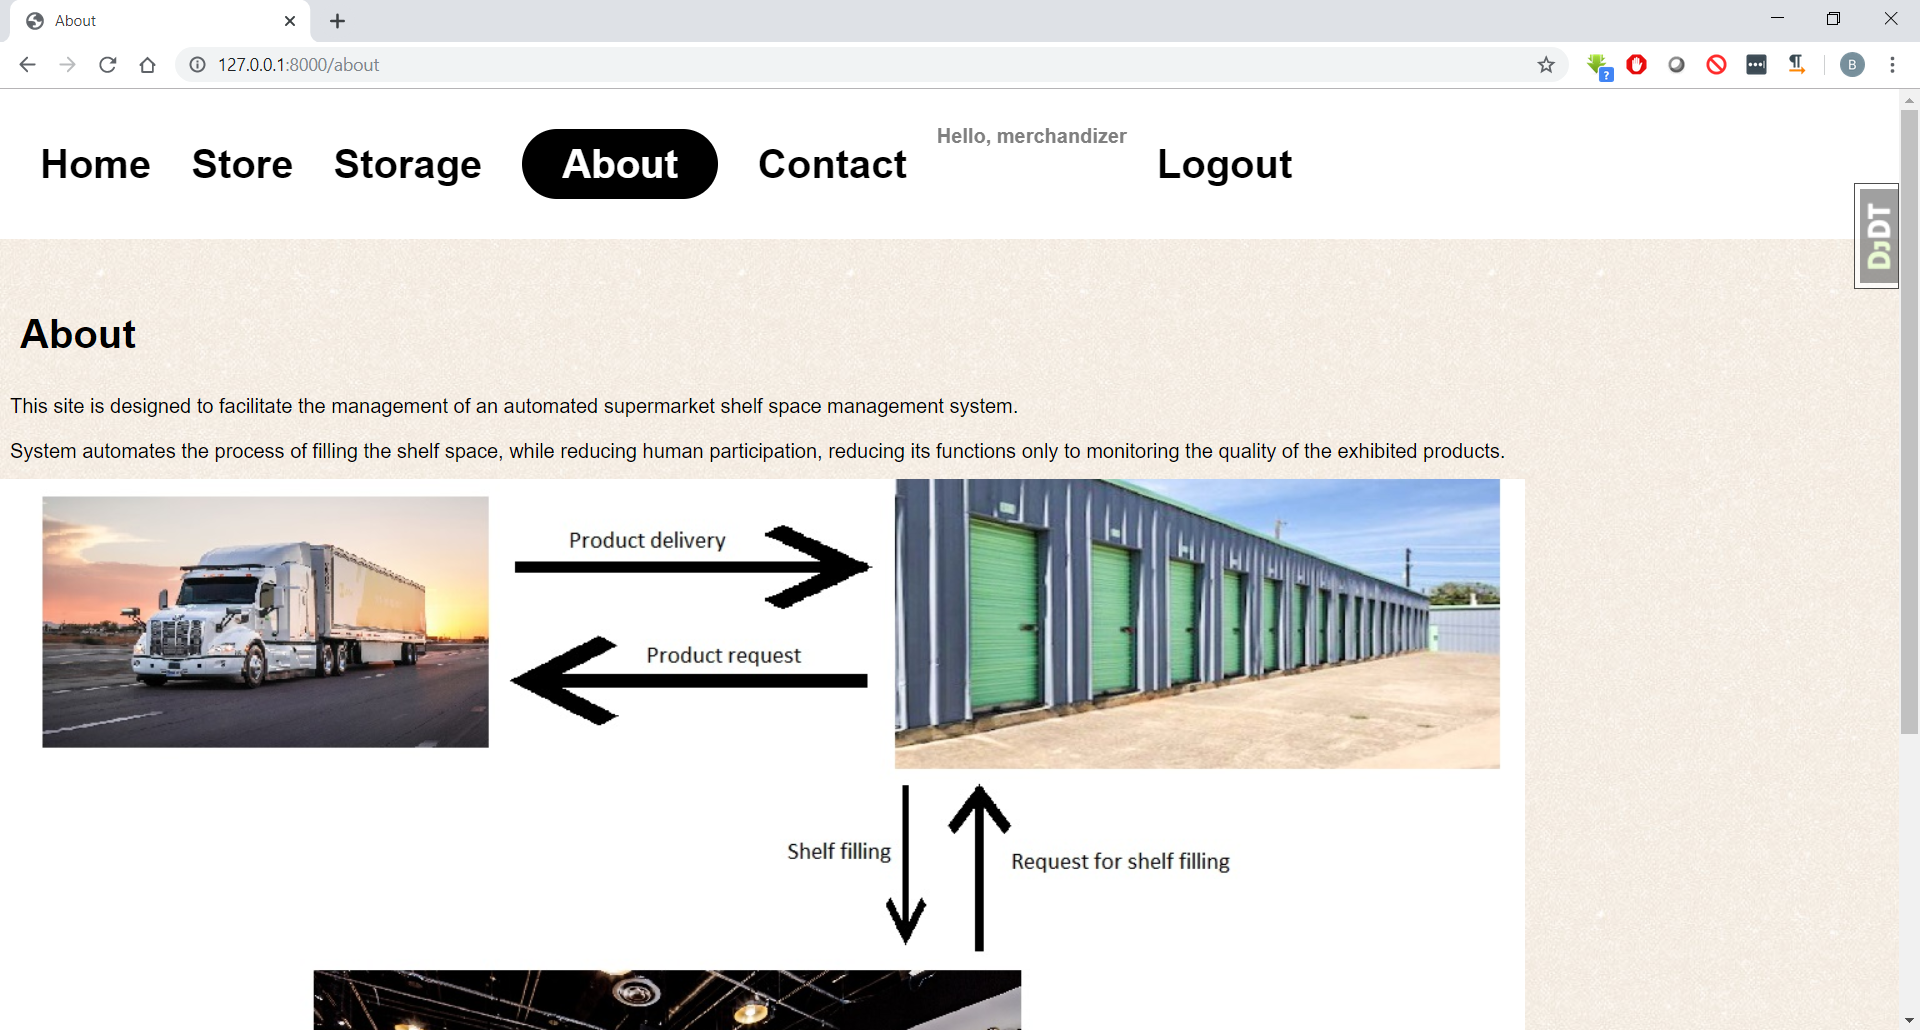 About
127.0.0.1:8000/about
?
B
Home Store Storage About Contact Hello, merchandizer Logout
DJDT
About
This site is designed to facilitate the management of an automated supermarket shelf space management system.
System automates the process of filling the shelf space, while reducing human participation, reducing its functions only to monitoring the quality of the exhibited products.
Product delivery
Product request
Shelf filling
Request for shelf filling